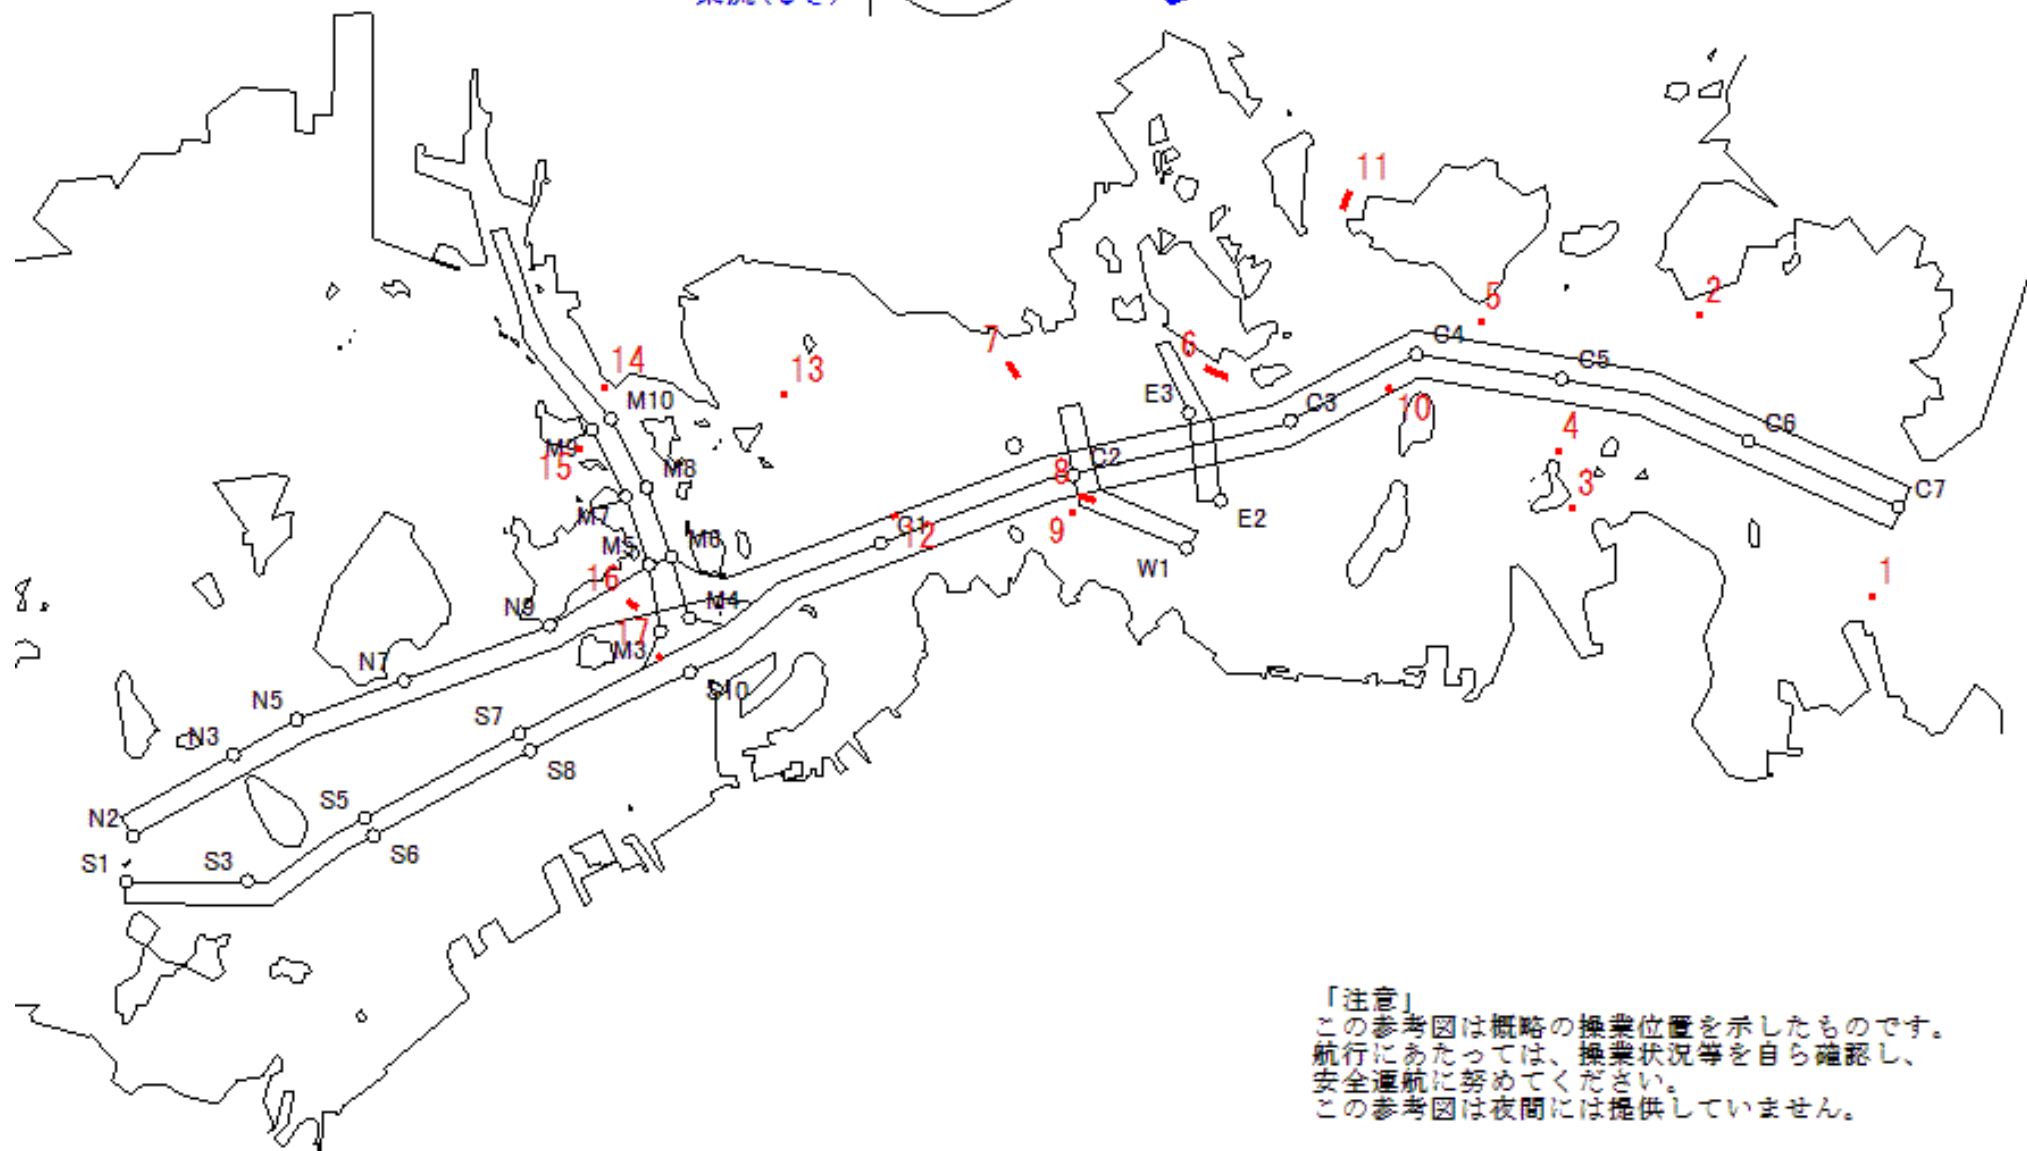 11
2
5
C4
7
6
C5
14
13
M10
E3
C3
10
C6
M9
4
15
M8
8
C2
3
C7
M7
9
E2
C1
12
M5
M6
W1
16
1
N9
M4
17
M3
N7
S10
N5
S7
N3
S8
S5
N2
S6
S1
S3
「注意」
この参考図は概略の操業位置を示したものです。
航行にあたっては、操業状況等を自ら確認し、
安全運航に努めてください。
この参考図は夜間には提供していません。